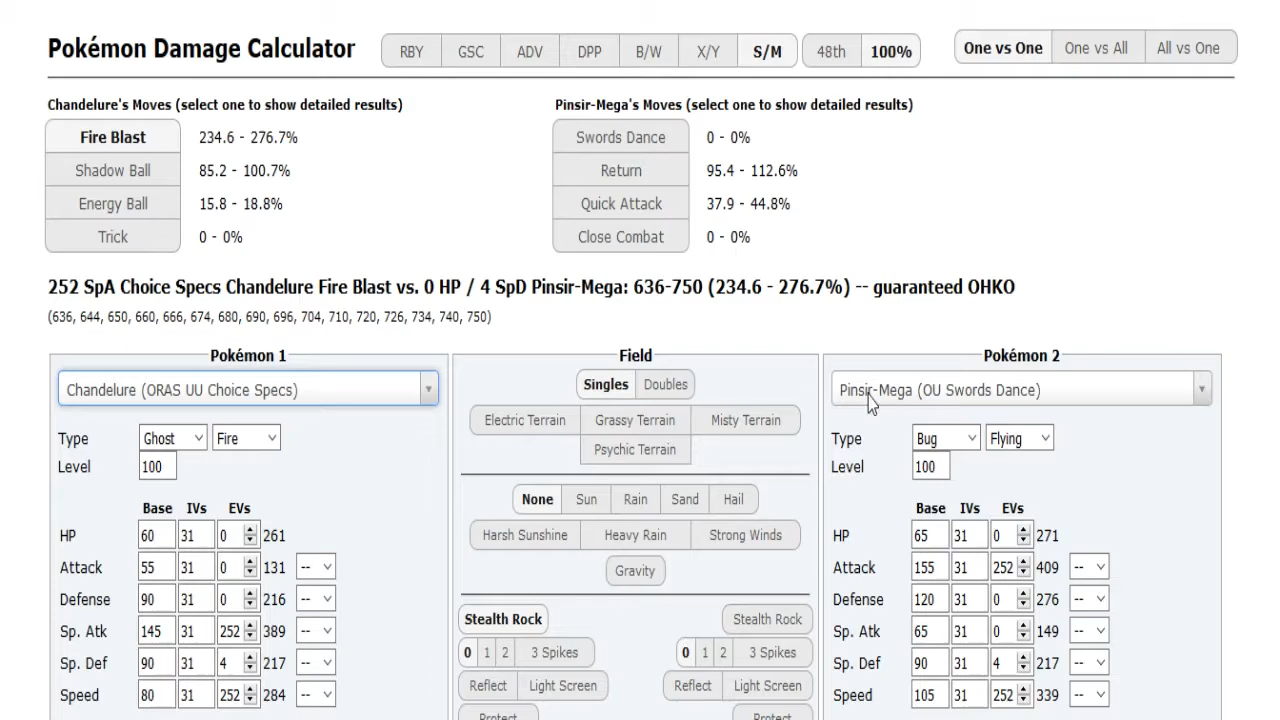 Pokémon Damage Calculator RBY GSC ADV DPP B/W X/Y S/M 48th 100% One vs One One vs All All vs One
Chandelure's Moves (select one to show detailed results) Pinsir-Mega's Moves (select one to show detailed results)
Fire Blast 234.6 - 276.7% Swords Dance 0 - 0%
Shadow Ball 85.2 - 100.7% Return 95.4 - 112.6%
Energy Ball 15.8 - 18.8% Quick Attack 37.9 - 44.8%
Trick 0 - 0% Close Combat 0 - 0%
252 SpA Choice Specs Chandelure Fire Blast vs. 0 HP / 4 SpD Pinsir-Mega: 636-750 (234.6 - 276.7%) -- guaranteed OHKO
(636, 644, 650, 660, 666, 674, 680, 690, 696, 704, 710, 720, 726, 734, 740, 750)
Pokémon 1
Chandelure (ORAS UU Choice Specs)
Type Ghost Fire
Level 100
Base IVs EVs
HP 60 31 0 261
Attack 55 31 0 131 --
Defense 90 31 0 216 --
Sp. Atk 145 31 252 389 --
Sp. Def 90 31 4 217 --
Speed 80 31 252 284 --
Field
Singles Doubles
Electric Terrain Grassy Terrain Misty Terrain
Psychic Terrain
None Sun Rain Sand Hail
Harsh Sunshine Heavy Rain Strong Winds
Gravity
Stealth Rock Stealth Rock
0 1 2 3 Spikes 0 1 2 3 Spikes
Reflect Light Screen Reflect Light Screen
Protect Protect
Pokémon 2
Pinsir-Mega (OU Swords Dance)
Type Bug Flying
Level 100
Base IVs EVs
HP 65 31 0 271
Attack 155 31 252 409 --
Defense 120 31 0 276 --
Sp. Atk 65 31 0 149 --
Sp. Def 90 31 4 217 --
Speed 105 31 252 339 --